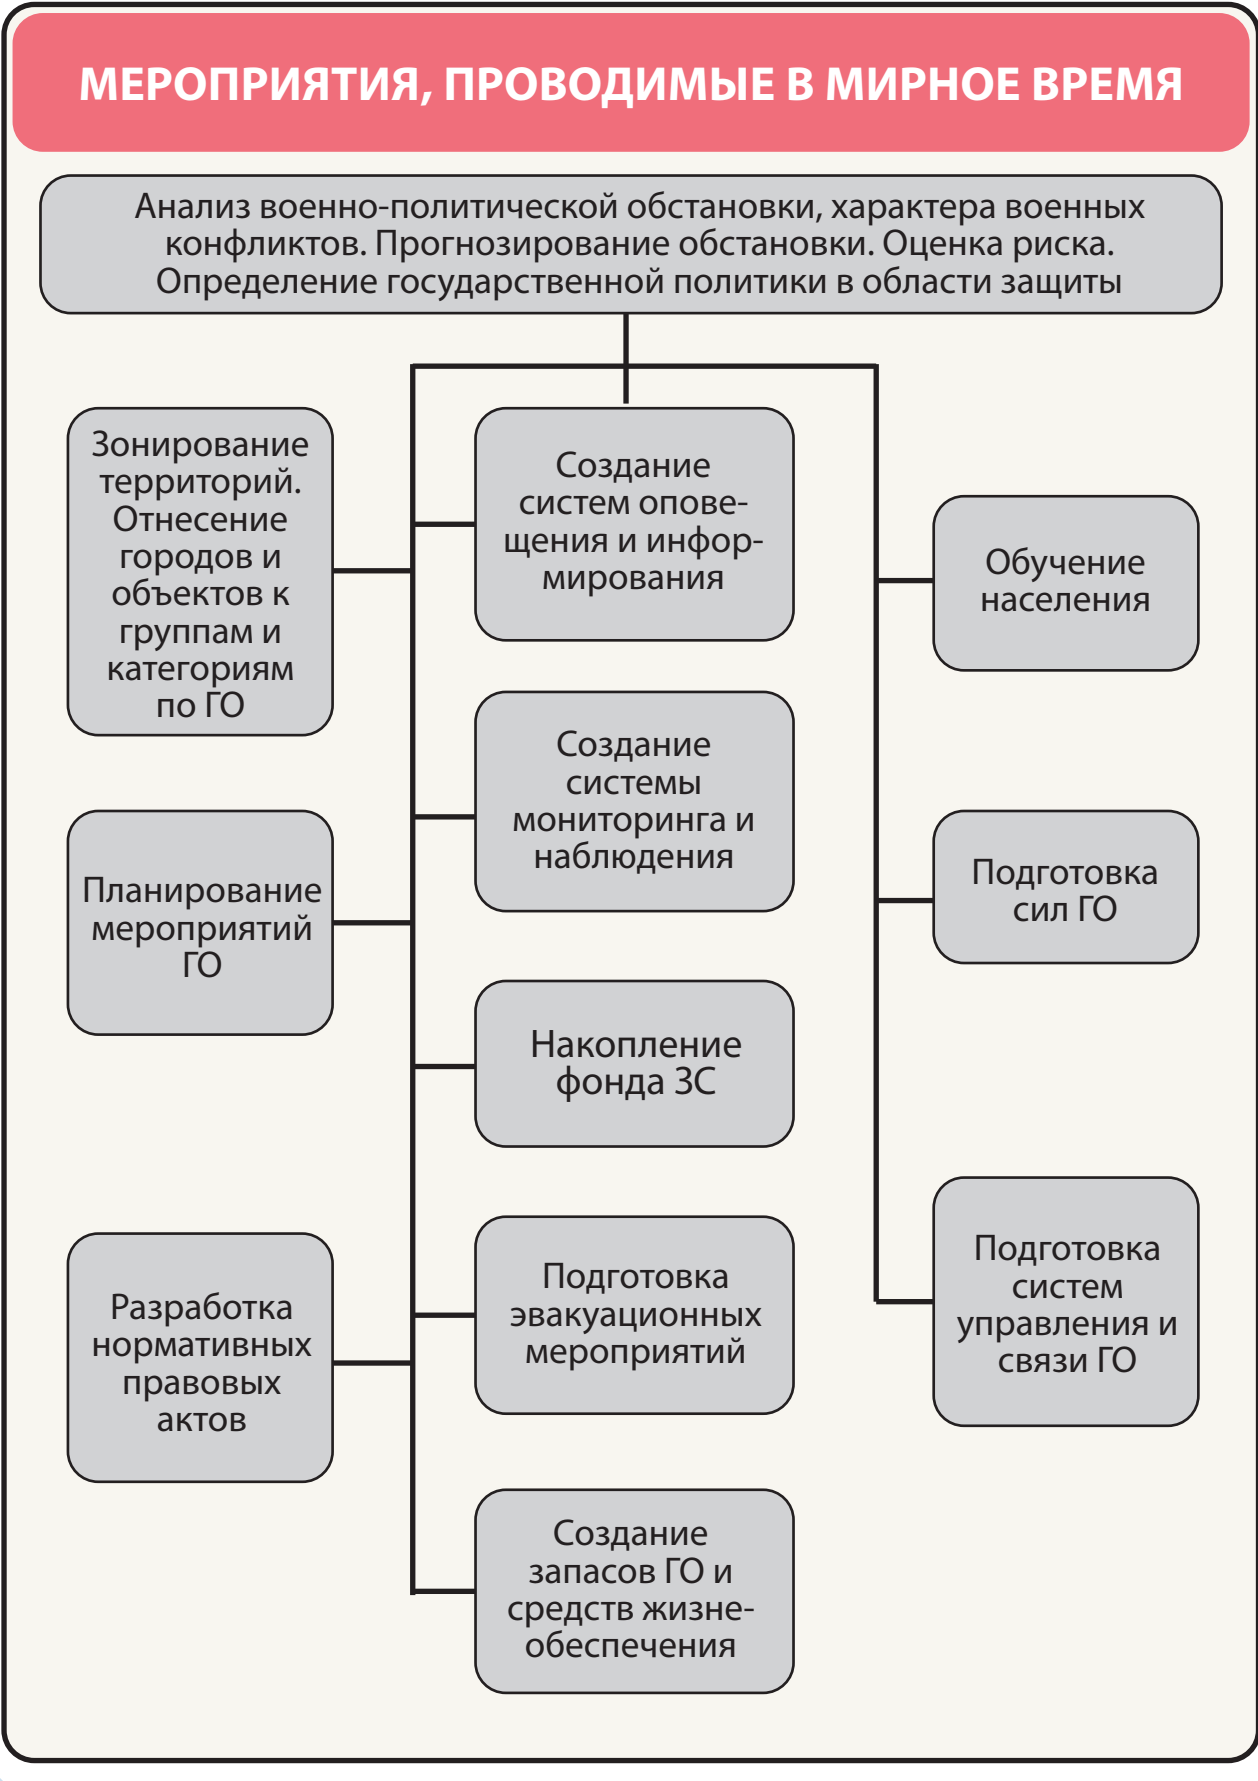 МЕРОПРИЯТИЯ, ПРОВОДИМЫЕ В МИРНОЕ ВРЕМЯ
Анализ военно-политической обстановки, характера военных
конфликтов. Прогнозирование обстановки. Оценка риска.
Определение государственной политики в области защиты
Зонирование
территорий.
Отнесение
городов и
объектов к
группам и
категориям
по ГО
Планирование
мероприятий
ГО
Разработка
нормативных
правовых
актов
Создание
систем опове-
щения и инфор-
мирования
Создание
системы
мониторинга и
наблюдения
Накопление
фонда ЗС
Подготовка
эвакуационных
мероприятий
Создание
запасов ГО и
средств жизне-
обеспечения
Обучение
населения
Подготовка
сил ГО
Подготовка
систем
управления и
связи ГО